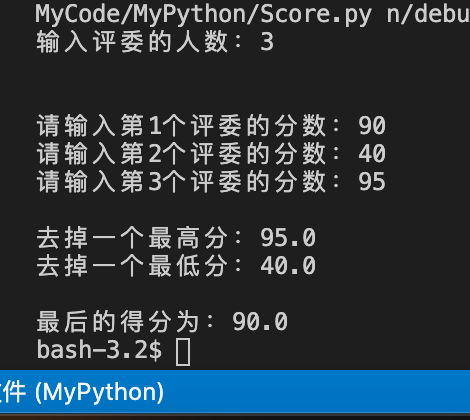 MyCode/MyPython/Score.py n/debu
输入评委的人数：3
请输入第1个评委的分数：90
请输入第2个评委的分数：40
请输入第3个评委的分数：95
去掉一个最高分：95.0
去掉一个最低分：40.0
最后的得分为：90.0
bash-3.2$
件 (MyPython)